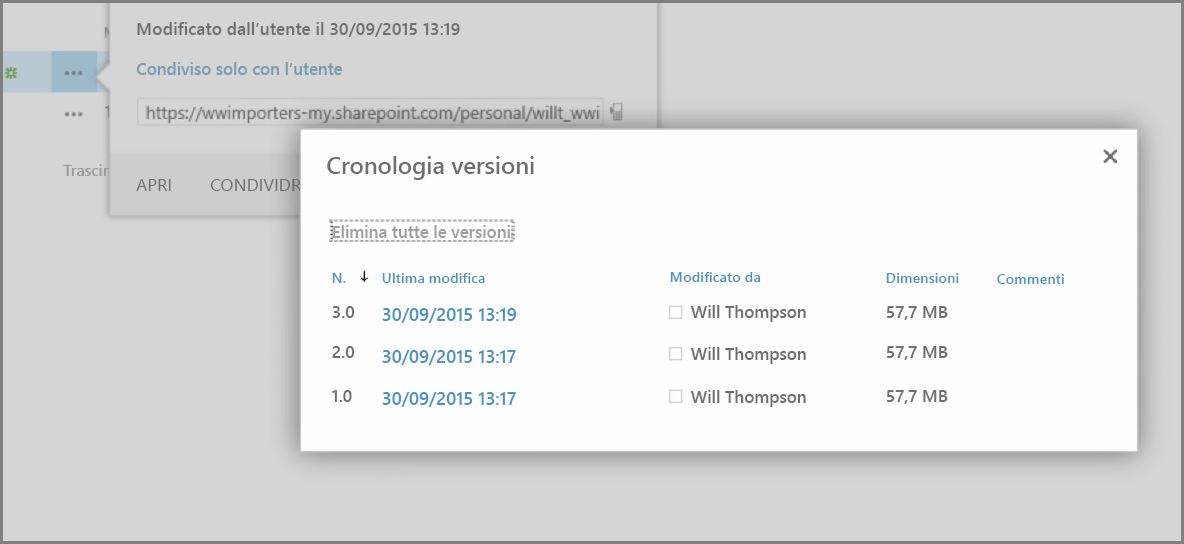 Modificato dall'utente il 30/09/2015 13:19
Condiviso solo con l'utente
https://wwimporters-my.sharepoint.com/personal/willt_wwi
APRI CONDIVIDR
Cronologia versioni
Elimina tutte le versioni
N. Ultima modifica Modificato da Dimensioni Commenti
3.0 30/09/2015 13:19 Will Thompson 57,7 MB
2.0 30/09/2015 13:17 Will Thompson 57,7 MB
1.0 30/09/2015 13:17 Will Thompson 57,7 MB